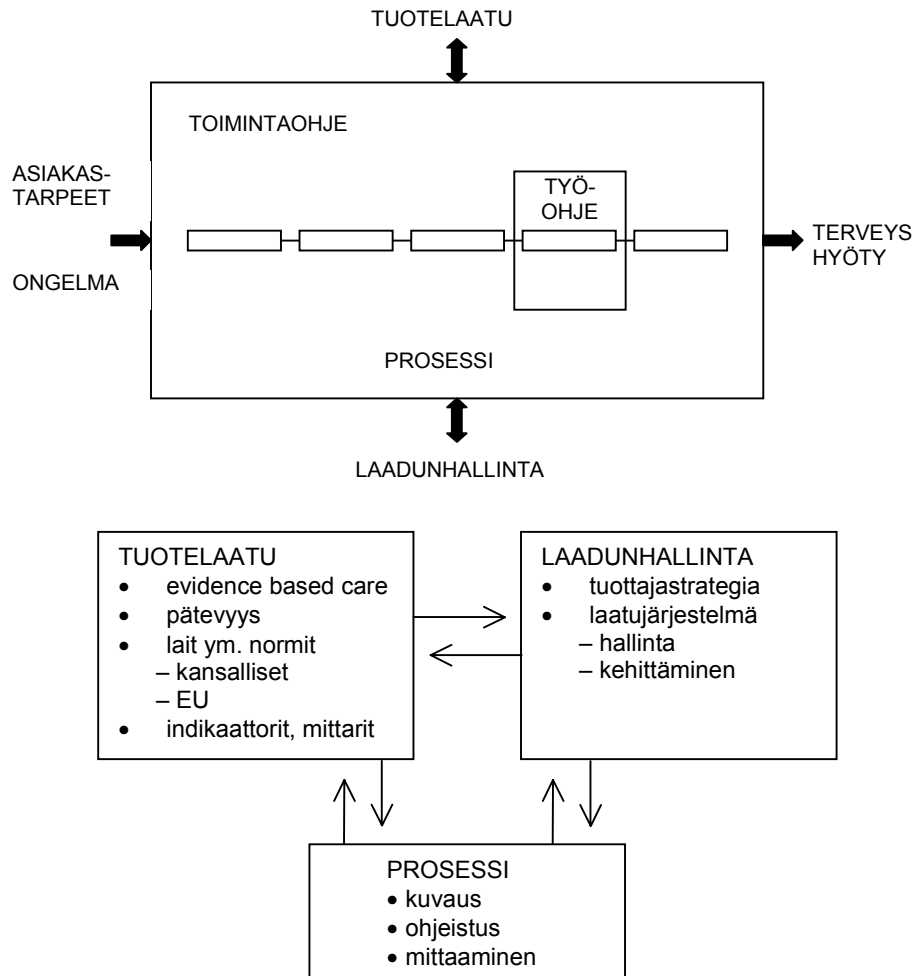 TUOTELAATU
TOIMINTAOHJE
ASIAKAS-
TARPEET
ONGELMA
TYÖ-
OHJE
TERVEYS
HYÖTY
PROSESSI
LAADUNHALLINTA
TUOTELAATU
• evidence based care
• pätevyys
• lait ym. normit
– kansalliset
– EU
• indikaattorit, mittarit
LAADUNHALLINTA
• tuottajastrategia
• laatujärjestelmä
– hallinta
– kehittäminen
PROSESSI
• kuvaus
• ohjeistus
• mittaaminen